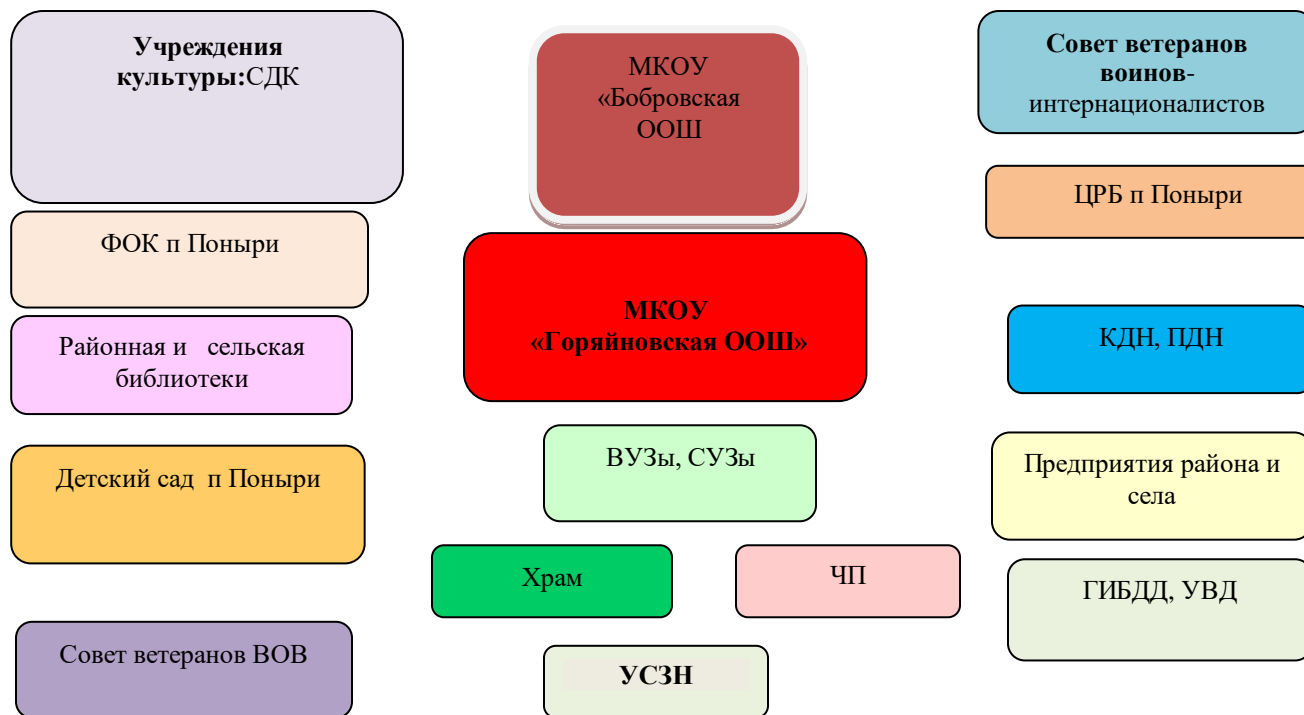 Учреждения
культуры:СДК
ФОК п Поныри
Районная и сельская
библиотеки
Детский сад п Поныри
Совет ветеранов ВОВ
МКОУ
«Бобровская
ООШ
МКОУ
«Горяйновская ООШ»
ВУЗы, СУЗы
Храм
ЧП
УСЗН
Совет ветеранов
воинов-
интернационалистов
ЦРБ п Поныри
КДН, ПДН
Предприятия района и
села
ГИБДД, УВД